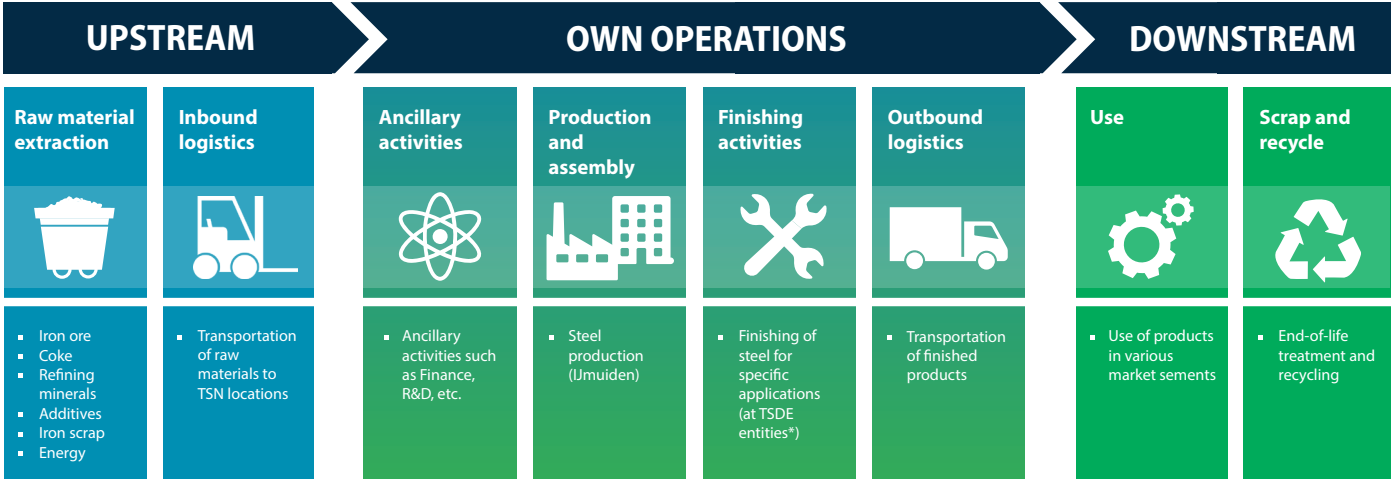 UPSTREAM
OWN OPERATIONS
DOWNSTREAM
Raw material
extraction
Inbound
logistics
Ancillary
activities
Production
and
assembly
Finishing
activities
Outbound
logistics
Use
Scrap and
recycle
▪ Iron ore
▪ Coke
▪ Refining
minerals
▪ Additives
▪ Iron scrap
▪ Energy
▪ Transportation
of raw
materials to
TSN locations
▪ Ancillary
activities such
as Finance,
R&D, etc.
▪ Steel
production
(IJmuiden)
▪ Finishing of
steel for
specific
applications
(at TSDE
entities*)
▪ Transportation
of finished
products
▪ Use of products
in various
market sements
▪ End-of-life
treatment and
recycling